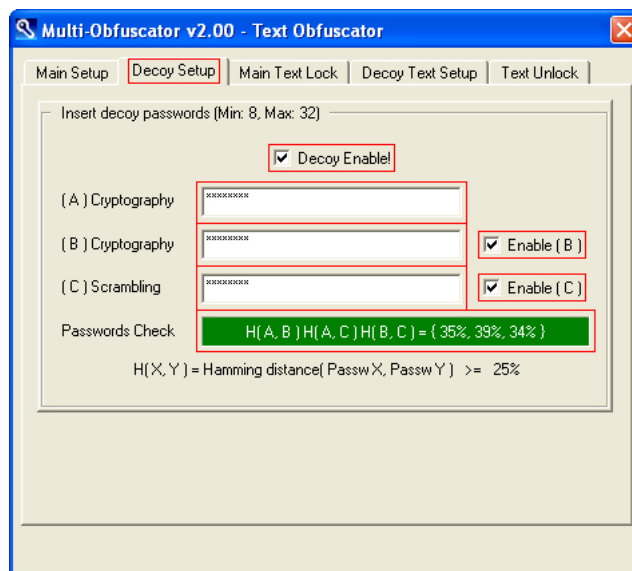 Multi-Obfuscator v2.00 - Text Obfuscator
Main Setup Decoy Setup Main Text Lock Decoy Text Setup Text Unlock
Insert decoy passwords (Min: 8, Max: 32)
Decoy Enable!
(A) Cryptography ********
(B) Cryptography ******** Enable (B)
(C) Scrambling ******** Enable (C)
Passwords Check H( A, B ) H( A, C ) H( B, C ) = { 35%, 39%, 34% }
H( X, Y ) = Hamming distance( Passw X, Passw Y ) >= 25%